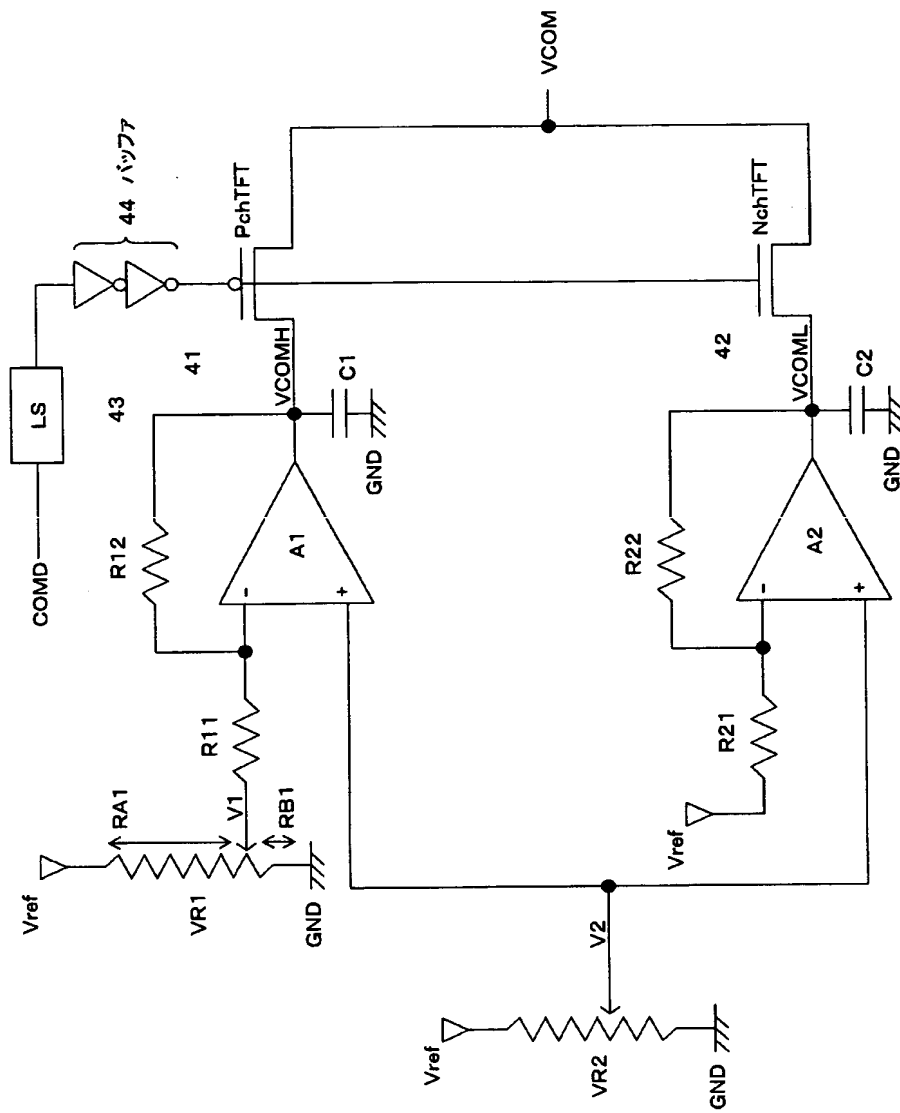 COMD
LS
43
44 バッファ
41
PchTFT
R12
VCOMH
C1
GND
A1
-
+
R11
V1
RA1
RB1
Vref
VR1
GND
VCOM
42
NchTFT
R22
VCOML
C2
GND
A2
-
+
R21
Vref
V2
Vref
VR2
GND